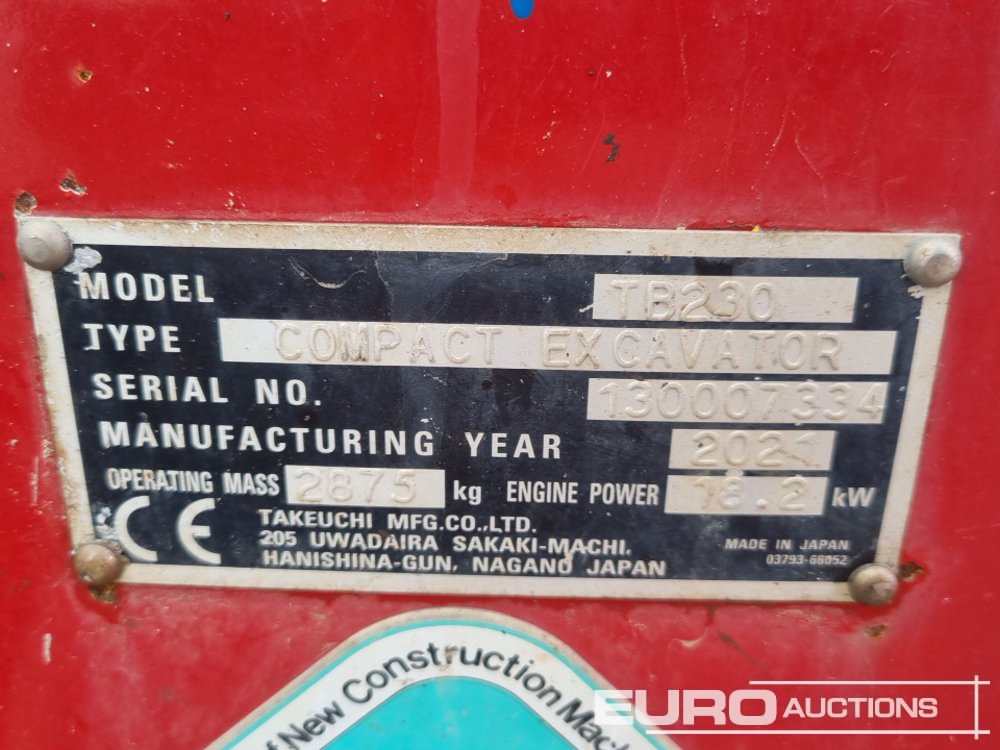 MODEL TB230
TYPE COMPACT EXCAVATOR
SERIAL NO. 130007334
MANUFACTURING YEAR 2021
OPERATING MASS 2875 kg ENGINE POWER 18.2 kW
TAKEUCHI MFG.CO.,LTD.
205 UWADAIRA SAKAKI-MACHI,
HANISHINA-GUN, NAGANO JAPAN
MADE IN JAPAN
03793-66052
New Construction
EURO AUCTIONS